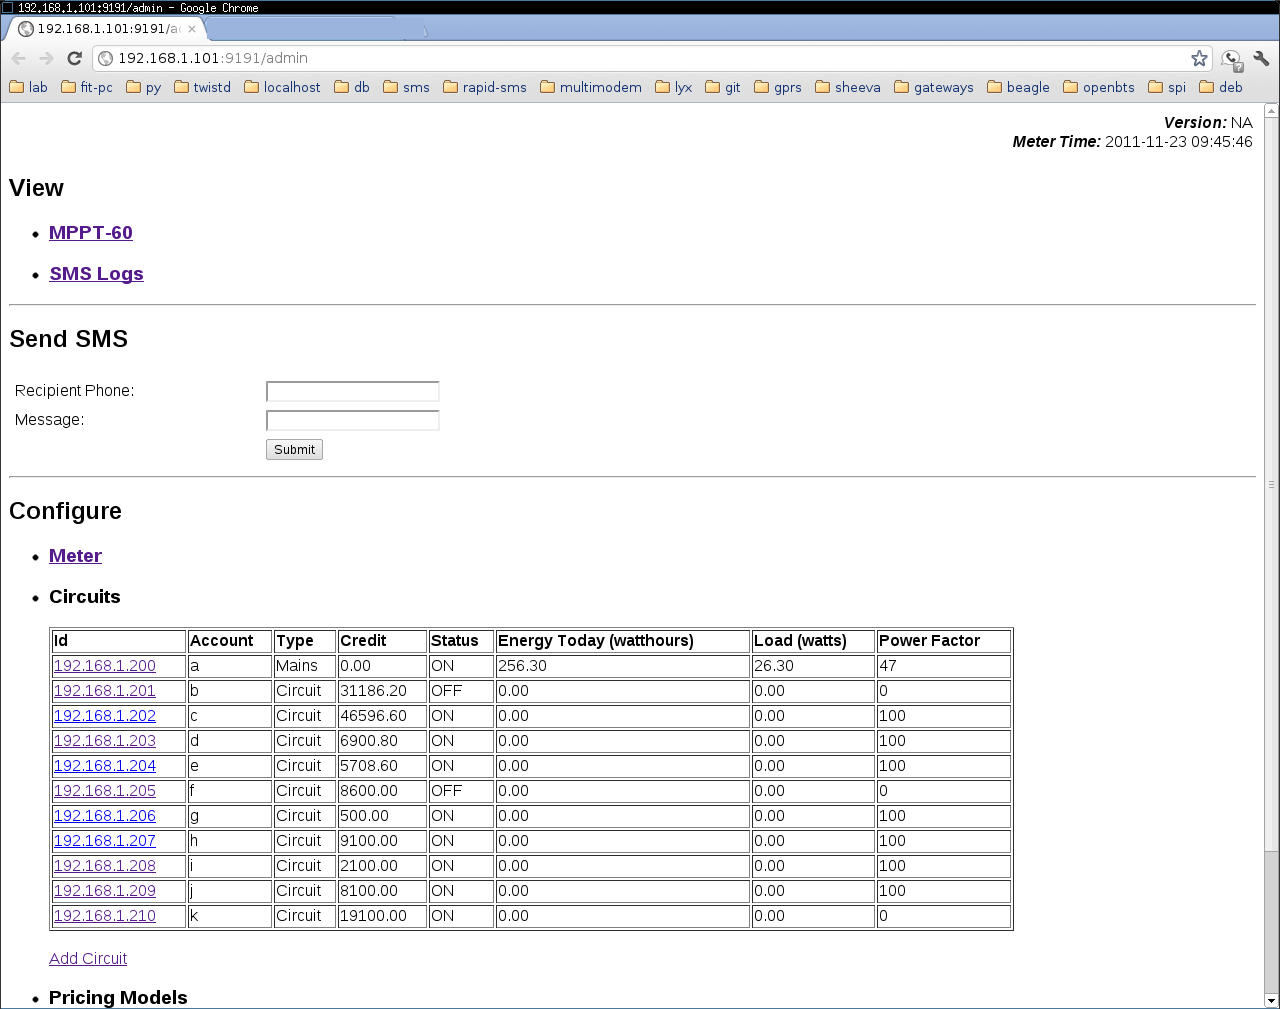 192.168.1.101:9191/admin - Google Chrome
192.168.1.101:9191/a
192.168.1.101:9191/admin
lab fit-pc py twistd localhost db sms rapid-sms multimodem lyx git gprs sheeva gateways beagle openbts spi deb
Version: NA
Meter Time: 2011-11-23 09:45:46
View
MPPT-60
SMS Logs
Send SMS
Recipient Phone:
Message:
Submit
Configure
Meter
Circuits
Id Account Type Credit Status Energy Today (watthours) Load (watts) Power Factor
192.168.1.200 a Mains 0.00 ON 256.30 26.30 47
192.168.1.201 b Circuit 31186.20 OFF 0.00 0.00 0
192.168.1.202 c Circuit 46596.60 ON 0.00 0.00 100
192.168.1.203 d Circuit 6900.80 ON 0.00 0.00 100
192.168.1.204 e Circuit 5708.60 ON 0.00 0.00 100
192.168.1.205 f Circuit 8600.00 OFF 0.00 0.00 0
192.168.1.206 g Circuit 500.00 ON 0.00 0.00 100
192.168.1.207 h Circuit 9100.00 ON 0.00 0.00 100
192.168.1.208 i Circuit 2100.00 ON 0.00 0.00 100
192.168.1.209 j Circuit 8100.00 ON 0.00 0.00 100
192.168.1.210 k Circuit 19100.00 ON 0.00 0.00 0
Add Circuit
Pricing Models